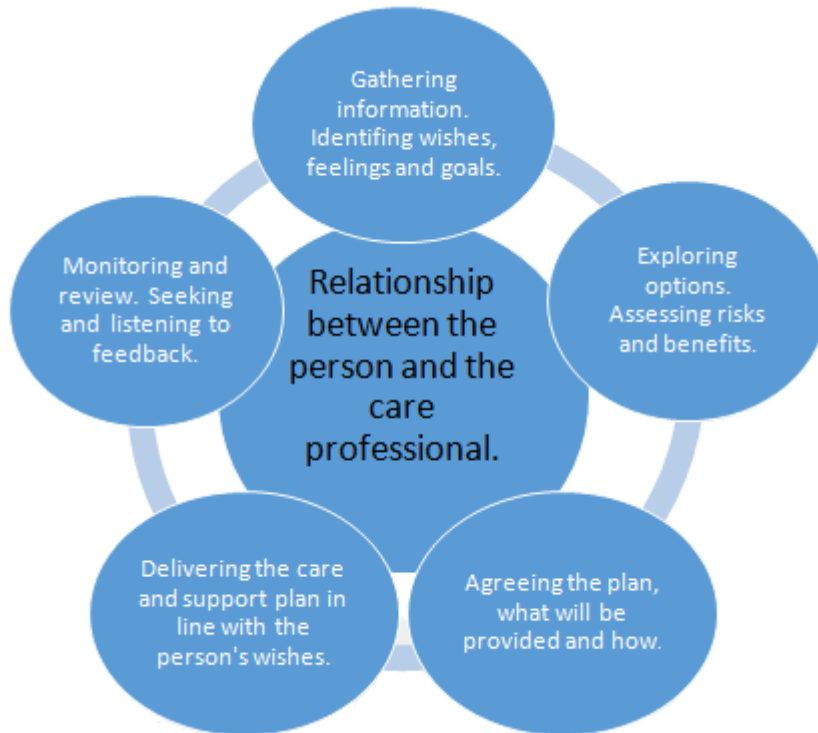 Gathering
information.
Identifing wishes,
feelings and goals.
Exploring
options.
Assessing risks
and benefits.
Agreeing the plan,
what will be
provided and how.
Delivering the care
and support plan in
line with the
person's wishes.
Monitoring and
review. Seeking
and listening to
feedback.
Relationship
between the
person and the
care
professional.